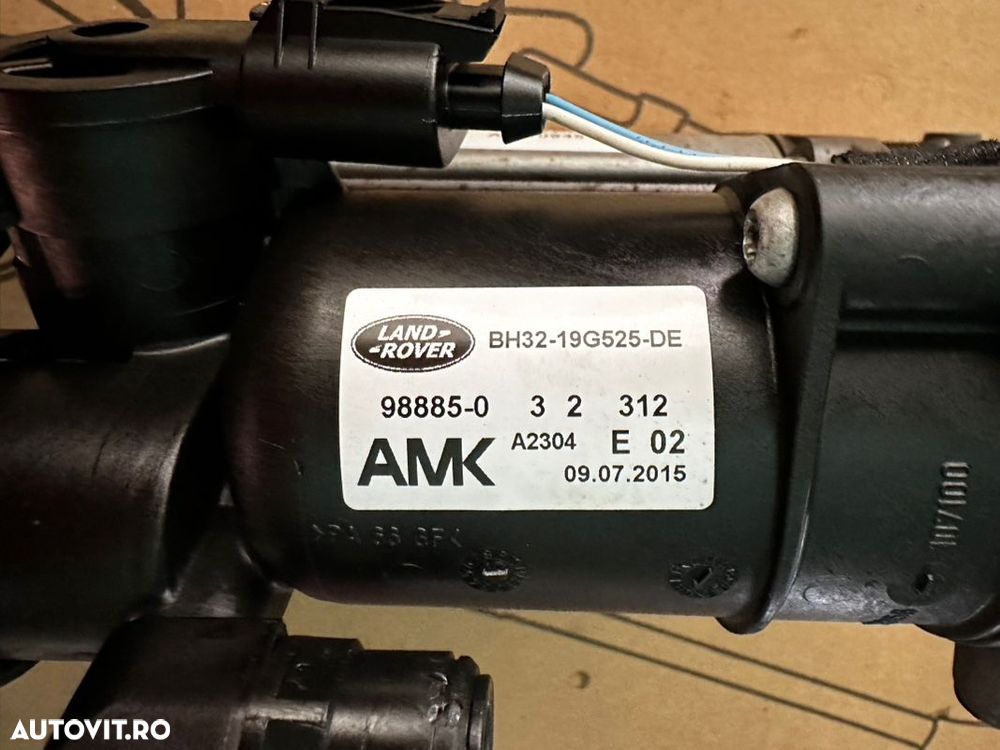 LAND-
-ROVER
BH32-19G525-DE
98885-0 3 2 312
AMK A2304 E 02
09.07.2015
AUTOVIT.RO